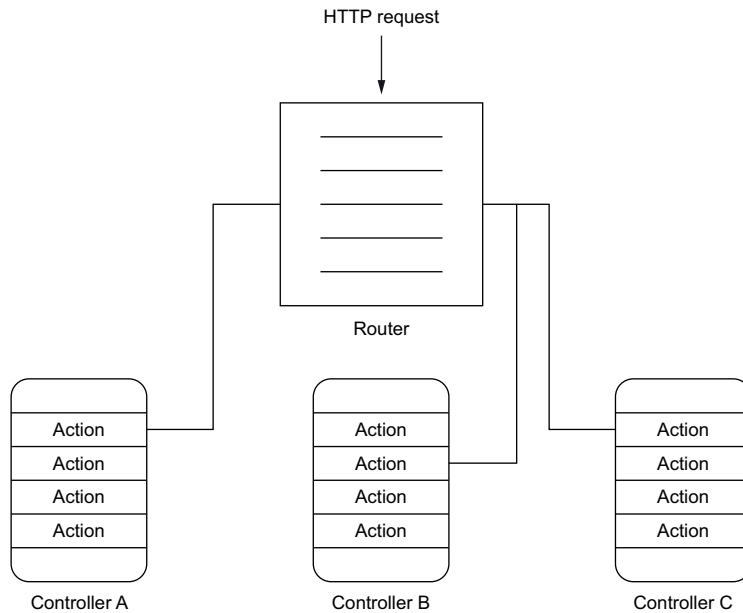 HTTP request
Router
Action
Action
Action
Action
Controller A
Action
Action
Action
Action
Controller B
Action
Action
Action
Action
Controller C